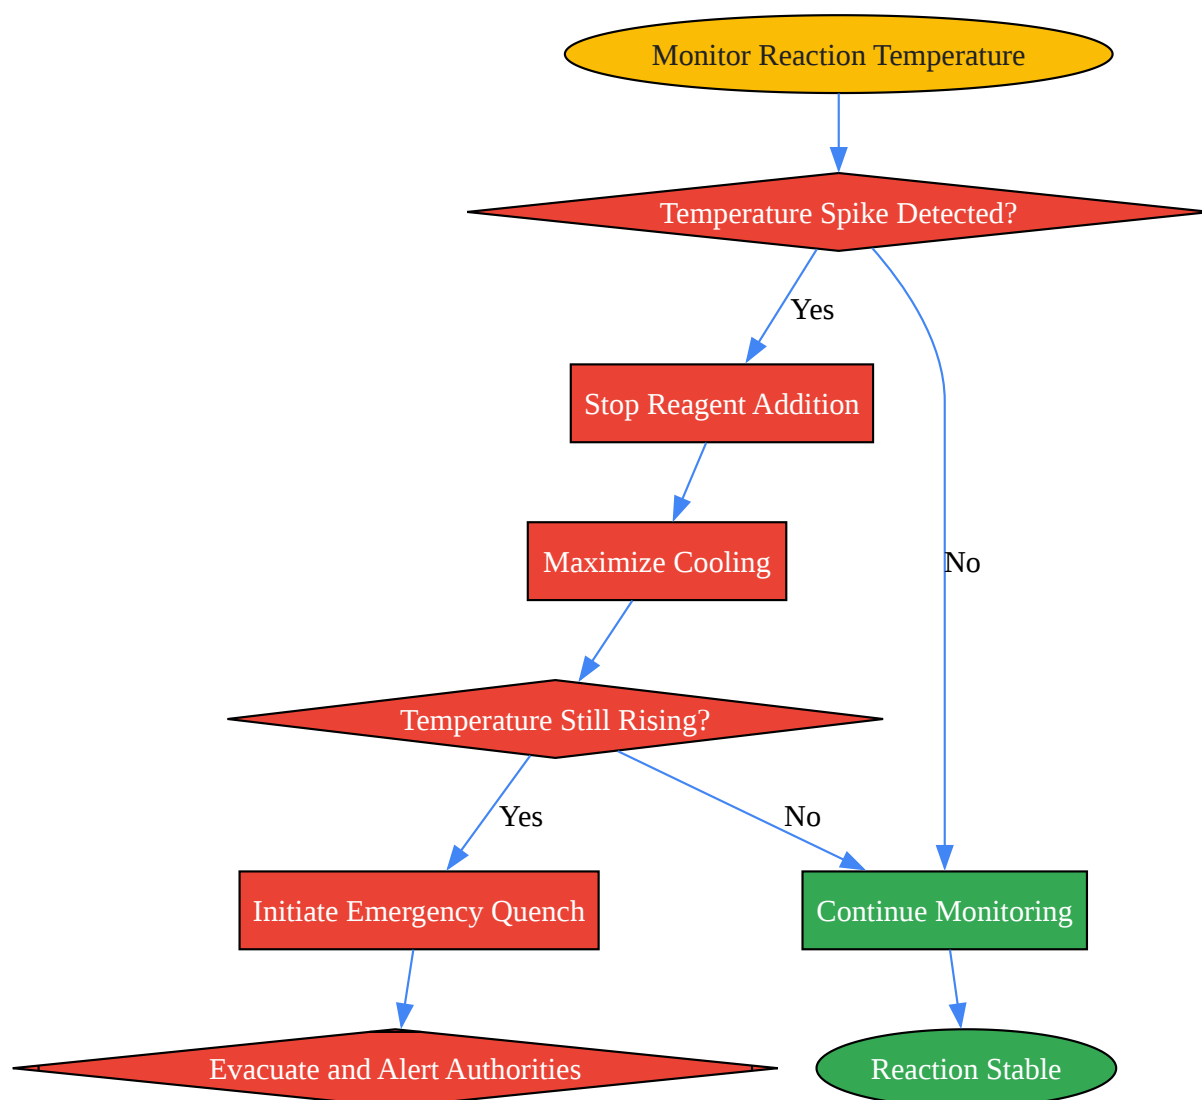 Monitor Reaction Temperature
Temperature Spike Detected?
Yes
Stop Reagent Addition
Maximize Cooling
No
Temperature Still Rising?
Yes
No
Initiate Emergency Quench
Continue Monitoring
Evacuate and Alert Authorities
Reaction Stable